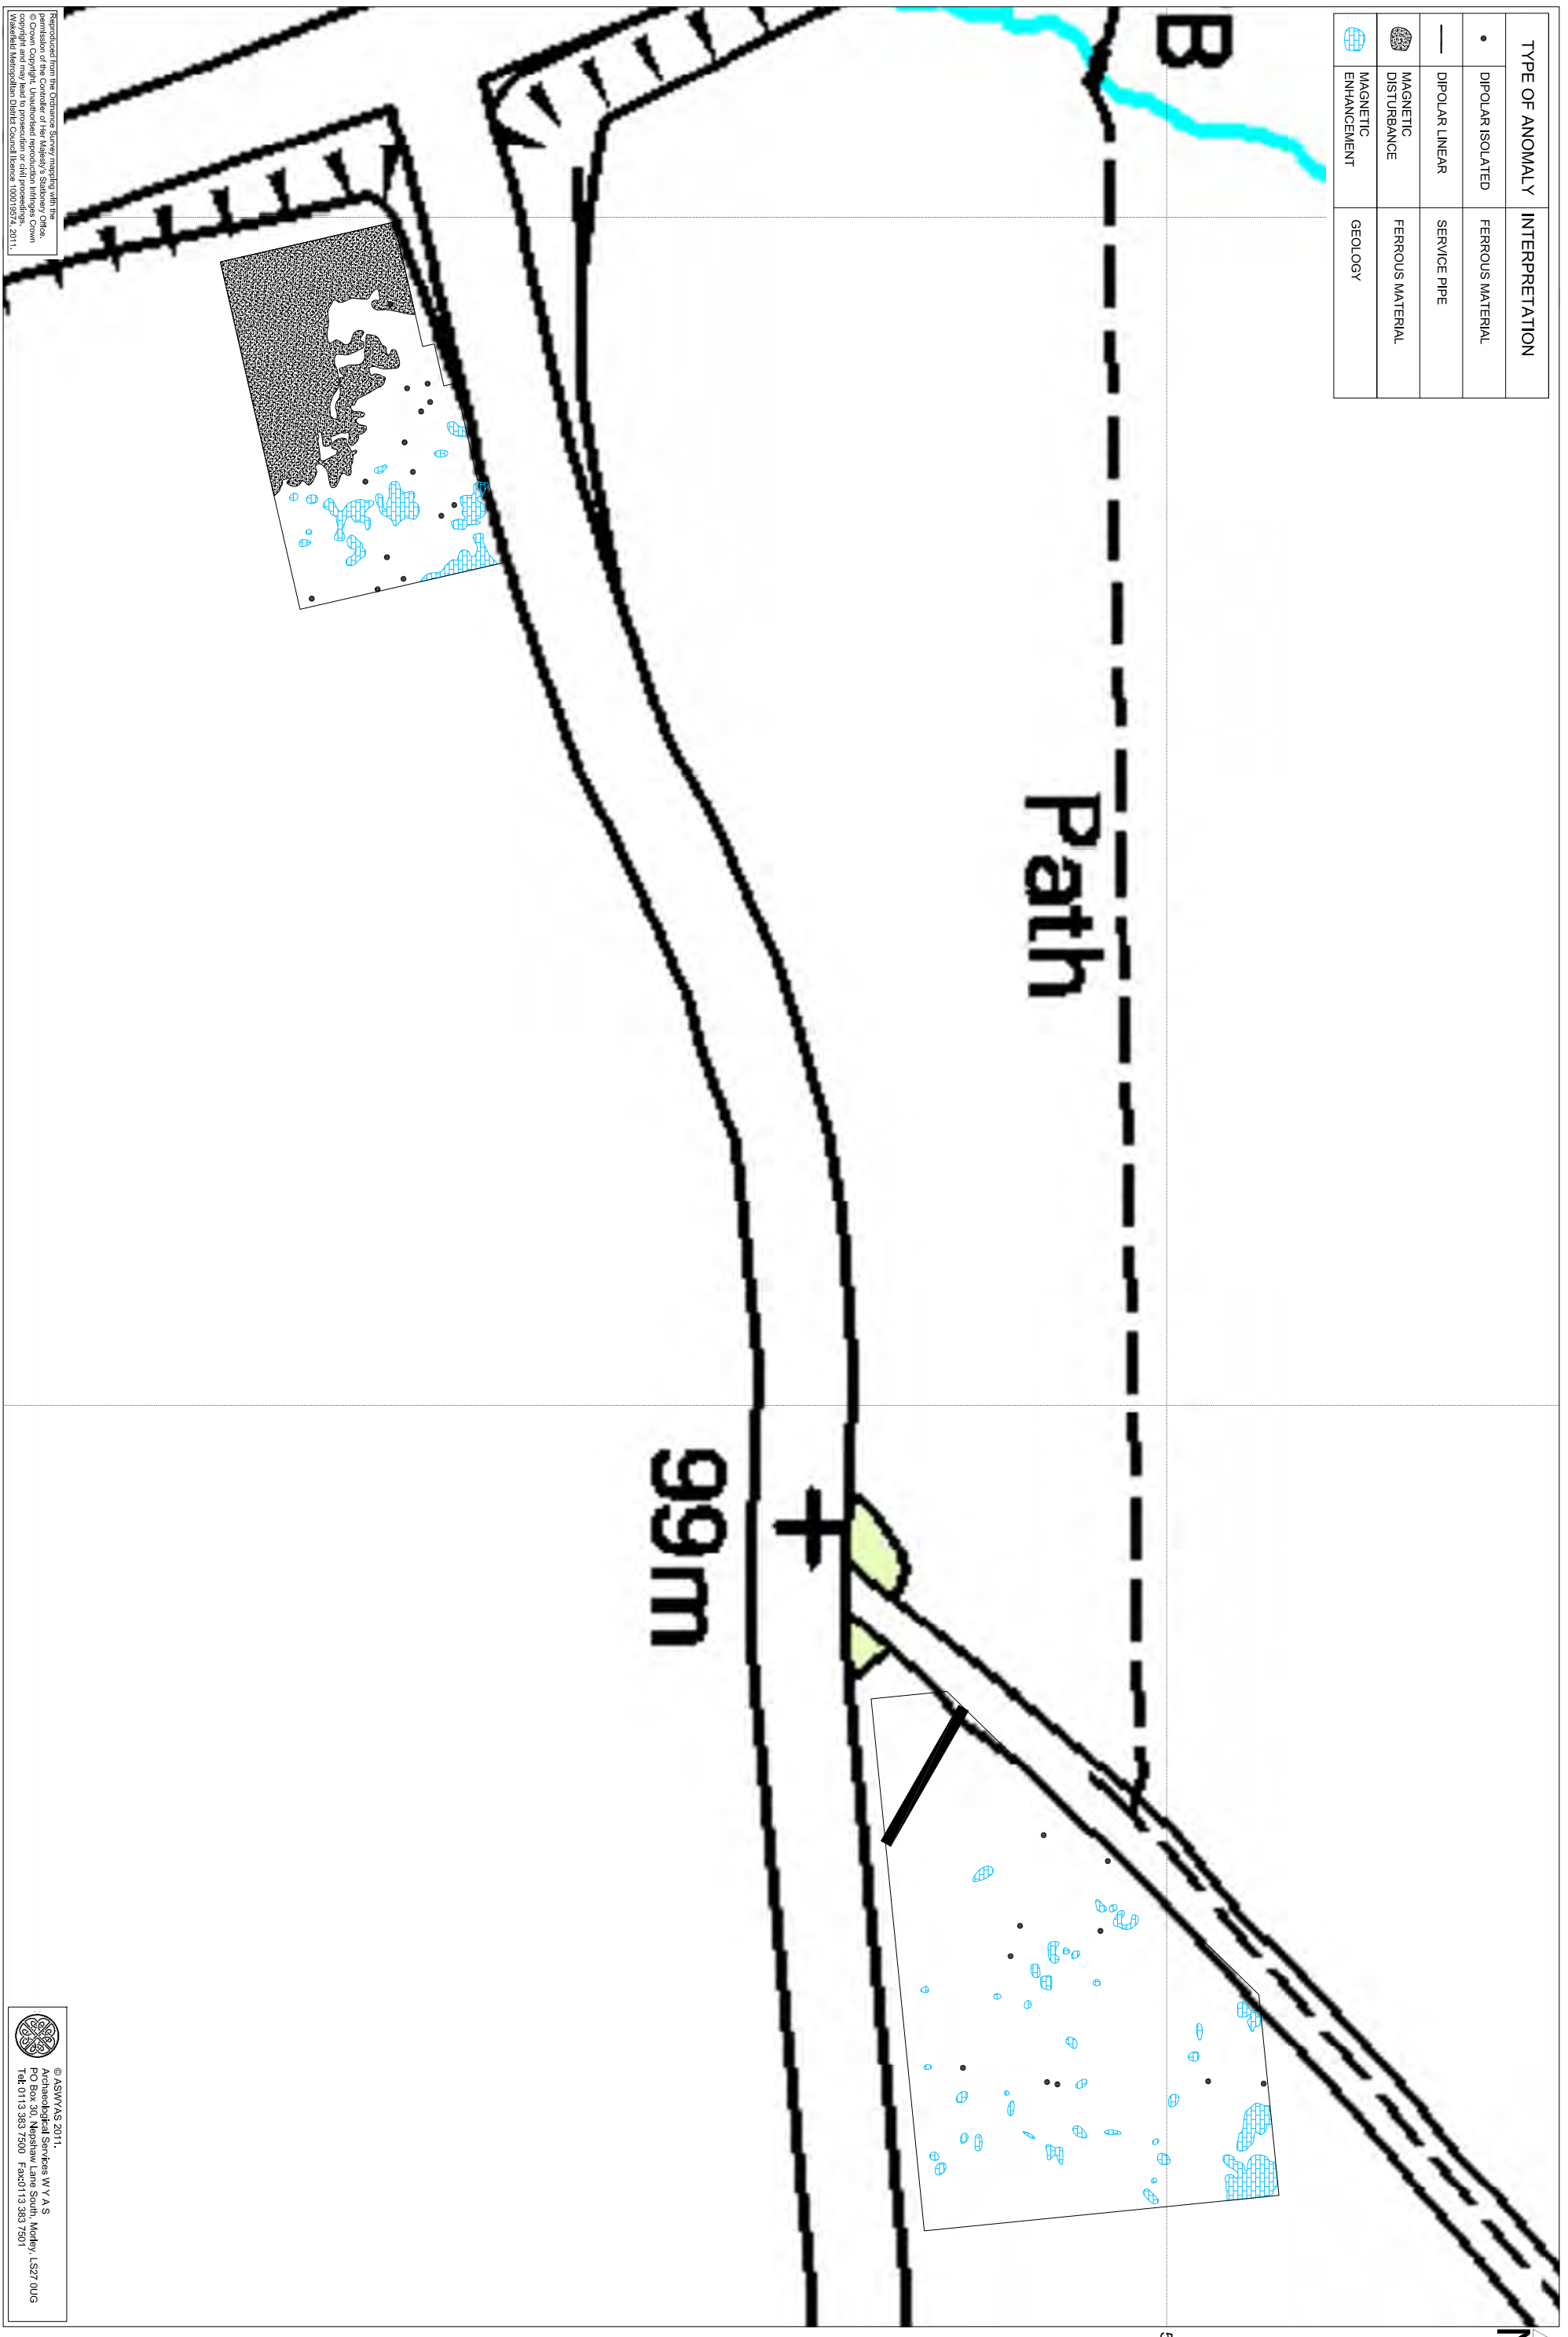 TYPE OF ANOMALY INTERPRETATION
DIPOLAR ISOLATED FERROUS MATERIAL
DIPOLAR LINEAR SERVICE PIPE
MAGNETIC
DISTURBANCE
FERROUS MATERIAL
MAGNETIC
ENHANCEMENT
GEOLOGY
B
Path
99m
Reproduced from the Ordnance Survey mapping with the
permission of the Controller of Her Majesty's Stationery Office.
© Crown Copyright. Unauthorised reproduction infringes Crown
copyright and may lead to prosecution or civil proceedings.
Wakefield Metropolitan District Council licence 100019574, 2011.
© ASWYAS 2011.
Archaeological Services W Y A S
PO Box 30, Nepshaw Lane South, Morley, LS27 0UG
Tel: 0113 383 7500 Fax:0113 383 7501